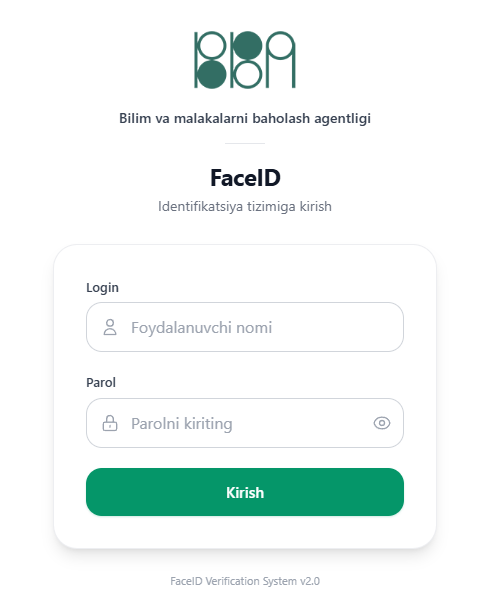 BBA
Bilim va malakalarni baholash agentligi
FaceID
Identifikatsiya tizimiga kirish
Login
Foydalanuvchi nomi
Parol
Parolni kiriting
Kirish
FaceID Verification System v2.0